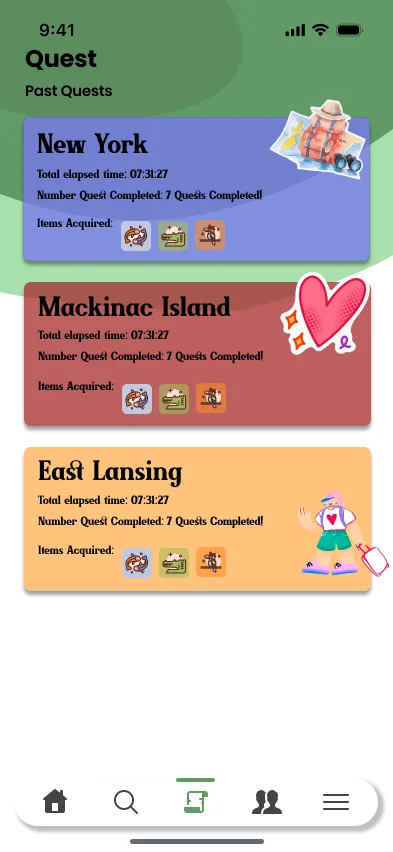 9:41
Quest
Past Quests
New York
Total elapsed time: 07:31:27
Number Quest Completed: 7 Quests Completed!
Items Acquired:
Mackinac Island
Total elapsed time: 07:31:27
Number Quest Completed: 7 Quests Completed!
Items Acquired:
East Lansing
Total elapsed time: 07:31:27
Number Quest Completed: 7 Quests Completed!
Items Acquired: